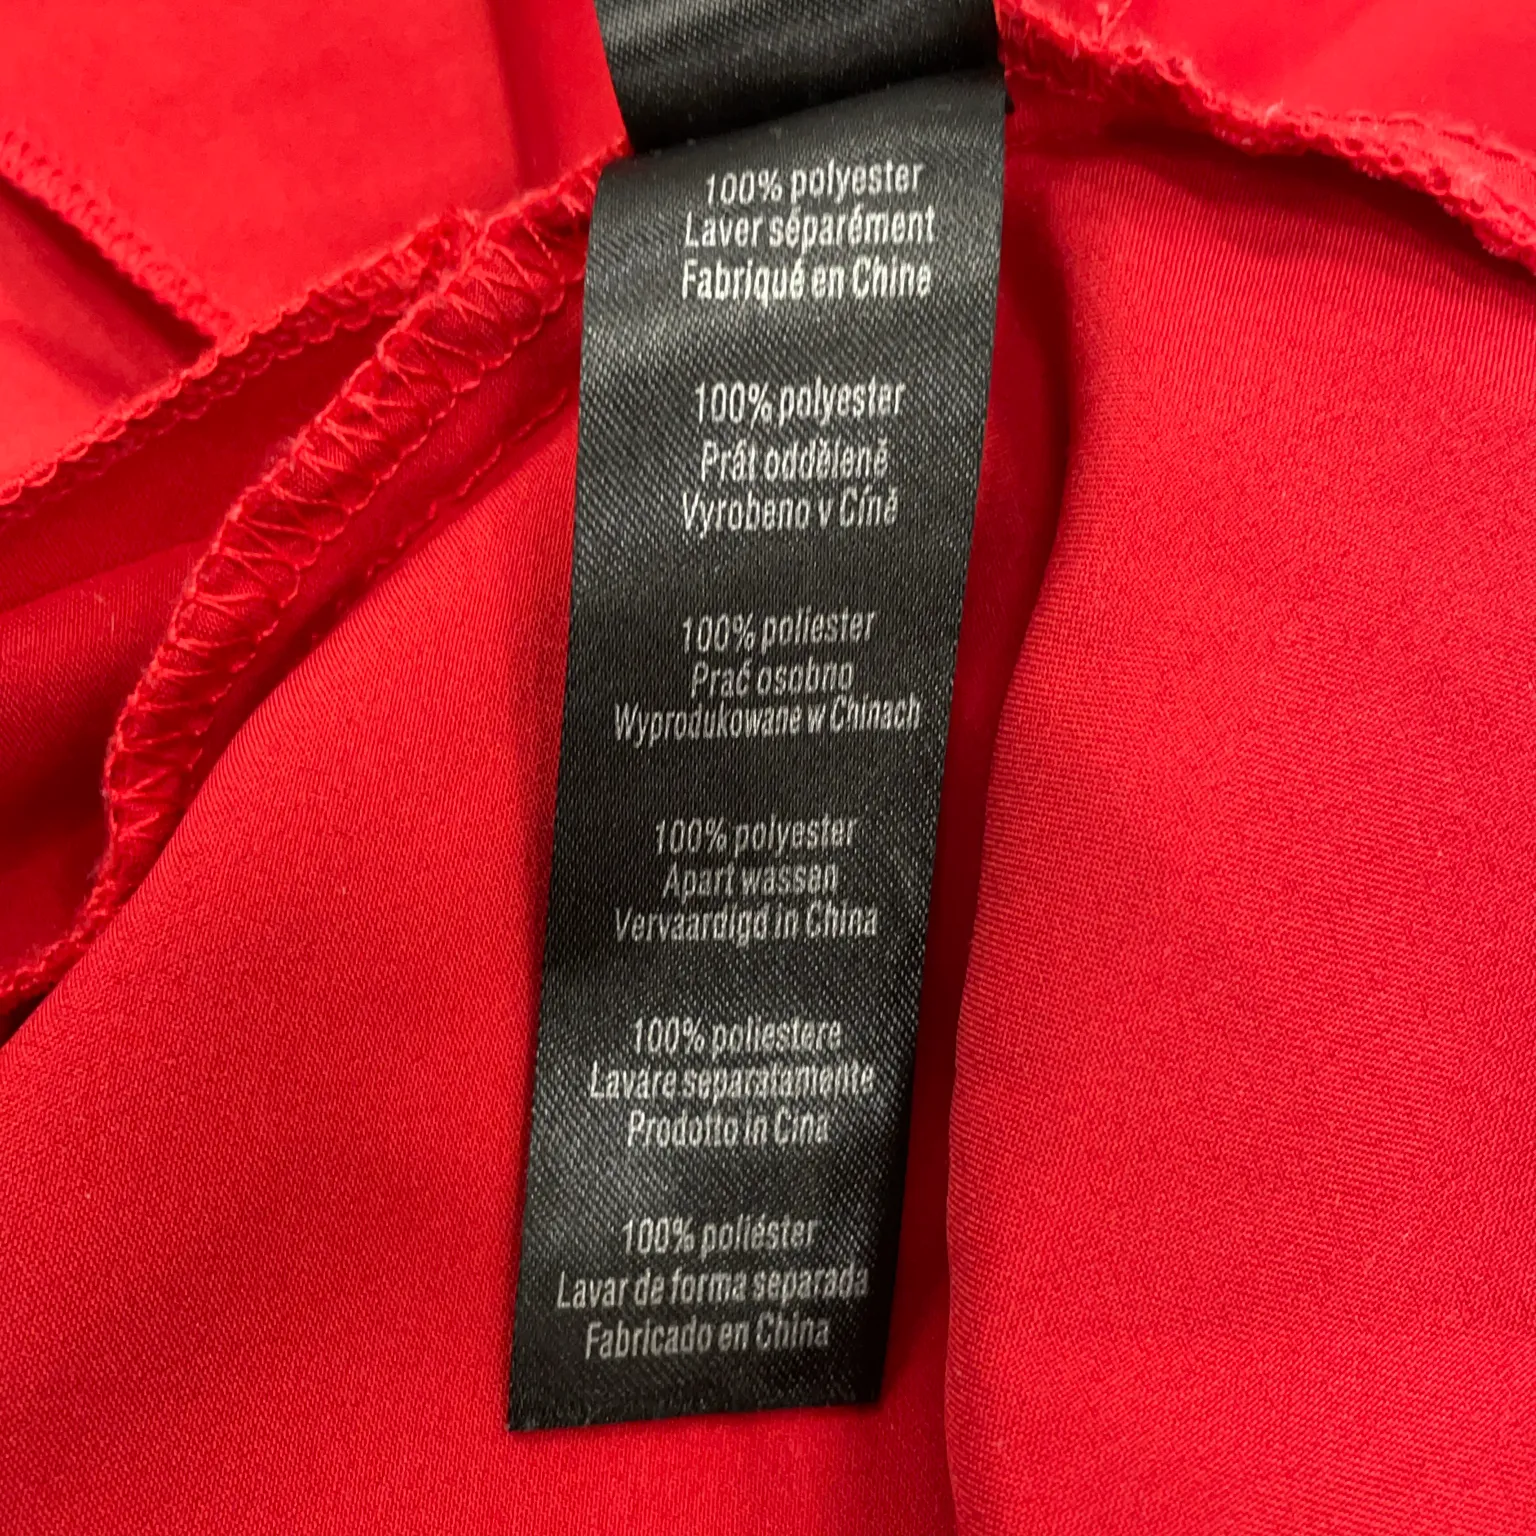 100% polyester
Laver séparément
Fabriqué en Chine
100% polyester
Prát odděleně
Vyrobeno v Číně
100% poliester
Prać osobno
Wyprodukowane w Chinach
100% polyester
Apart wassen
Vervaardigd in China
100% poliestere
Lavare separatamente
Prodotto in Cina
100% poliéster
Lavar de forma separada
Fabricado en China